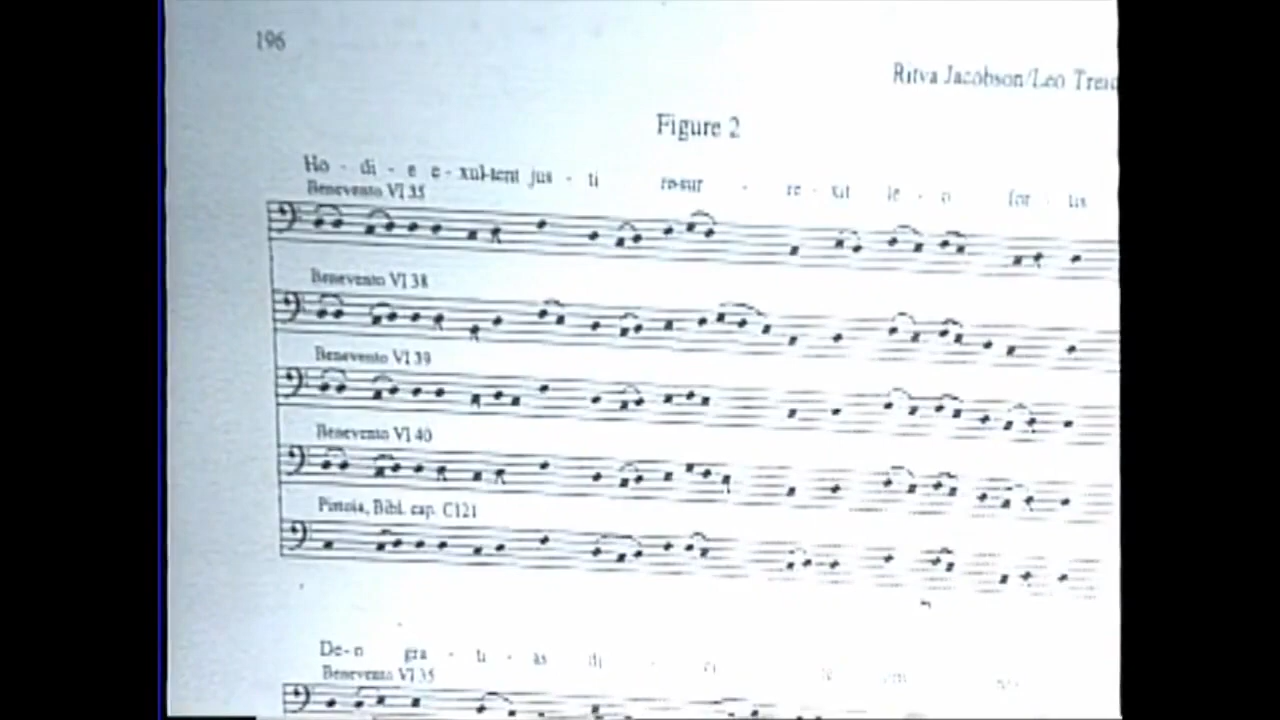 196
Ritva Jacobson/Leo
Figure 2
Ho - di - e e - xul-tent jus - ti re-sur - re - xit le - o for - tis
Benevento VI 35
Benevento VI 38
Benevento VI 39
Benevento VI 40
Pistoia, Bibl. cap. C121
De- o gra - ti - as di - ci
Benevento VI 35